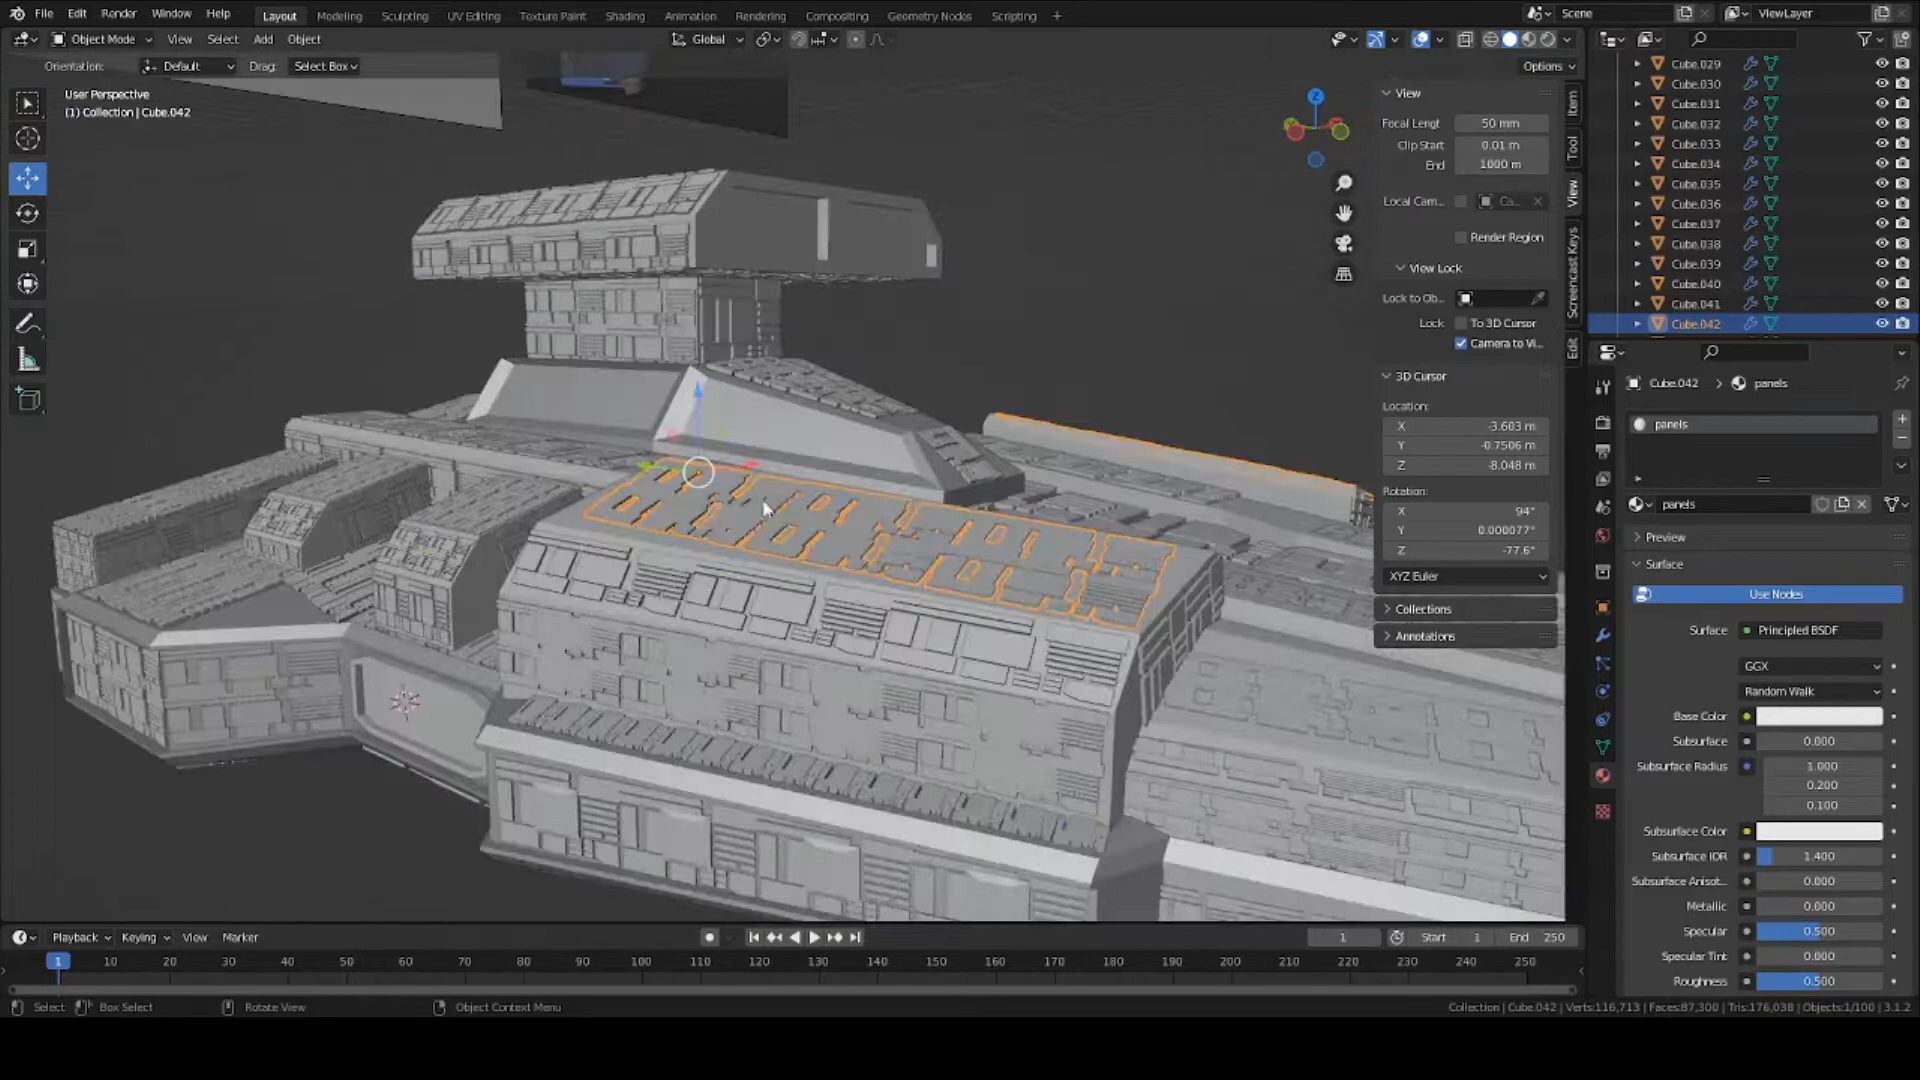 File Edit Render Window Help Layout Modeling Sculpting UV Editing Texture Paint Shading Animation Rendering Compositing Geometry Nodes Scripting + Scene ViewLayer
Object Mode View Select Add Object Global
Orientation: Default Drag: Select Box Options
User Perspective
(1) Collection | Cube.042
Z
View
Focal Lengt 50 mm
Clip Start 0.01 m
End 1000 m
Local Cam... Ca...
Render Region
View Lock
Lock to Ob...
Lock: To 3D Cursor
Camera to Vi...
3D Cursor
Location:
X -3.603 m
Y -0.7506 m
Z -8.048 m
Rotation:
X 94°
Y 0.000077°
Z -77.6°
XYZ Euler
Collections
Annotations
Item
Tool
View
Screencast Keys
Edit
Cube.029
Cube.030
Cube.031
Cube.032
Cube.033
Cube.034
Cube.035
Cube.036
Cube.037
Cube.038
Cube.039
Cube.040
Cube.041
Cube.042
Cube.042 > panels
panels
panels
Preview
Surface
Use Nodes
Surface Principled BSDF
GGX
Random Walk
Base Color
Subsurface 0.000
Subsurface Radius 1.000
0.200
0.100
Subsurface Color
Subsurface IOR 1.400
Subsurface Anisot... 0.000
Metallic 0.000
Specular 0.500
Specular Tint 0.000
Roughness 0.500
Playback Keying View Marker 1 Start 1 End 250
1 10 20 30 40 50 60 70 80 90 100 110 120 130 140 150 160 170 180 190 200 210 220 230 240 250
Select Box Select Rotate View Object Context Menu Collection | Cube.042 | Verts:116,713 | Faces:87,300 | Tris:176,038 | Objects:1/100 | 3.1.2